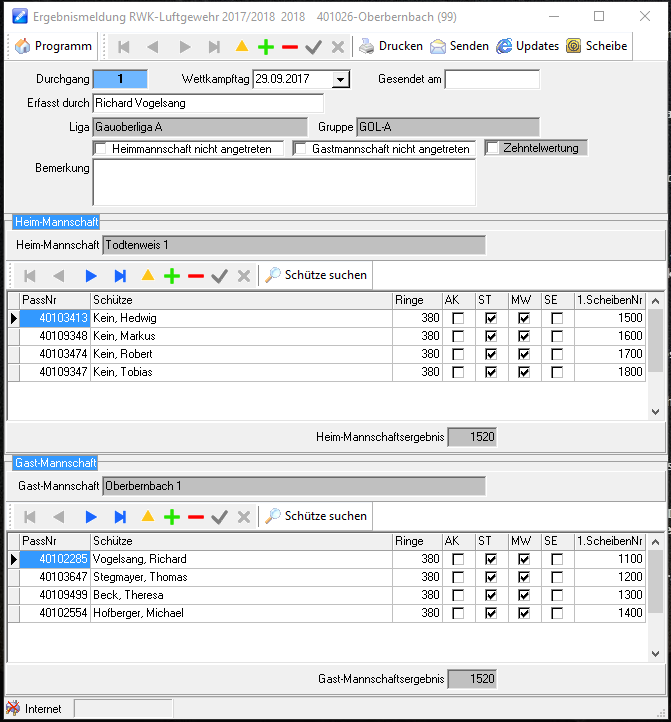 Ergebnismeldung RWK-Luftgewehr 2017/2018 2018 401026-Oberbernbach (99)
Programm Drucken Senden Updates Scheibe
Durchgang 1 Wettkampftag 29.09.2017 Gesendet am
Erfasst durch Richard Vogelsang
Liga Gauoberliga A Gruppe GOL-A
Heimmannschaft nicht angetreten Gastmannschaft nicht angetreten Zehntelwertung
Bemerkung
Heim-Mannschaft
Heim-Mannschaft Todtenweis 1
Schütze suchen
PassNr Schütze Ringe AK ST MW SE 1.ScheibenNr
40103413 Kein, Hedwig 380 1500
40109348 Kein, Markus 380 1600
40103474 Kein, Robert 380 1700
40109347 Kein, Tobias 380 1800
Heim-Mannschaftsergebnis 1520
Gast-Mannschaft
Gast-Mannschaft Oberbernbach 1
Schütze suchen
PassNr Schütze Ringe AK ST MW SE 1.ScheibenNr
40102285 Vogelsang, Richard 380 1100
40103647 Stegmayer, Thomas 380 1200
40109499 Beck, Theresa 380 1300
40102554 Hofberger, Michael 380 1400
Gast-Mannschaftsergebnis 1520
Internet